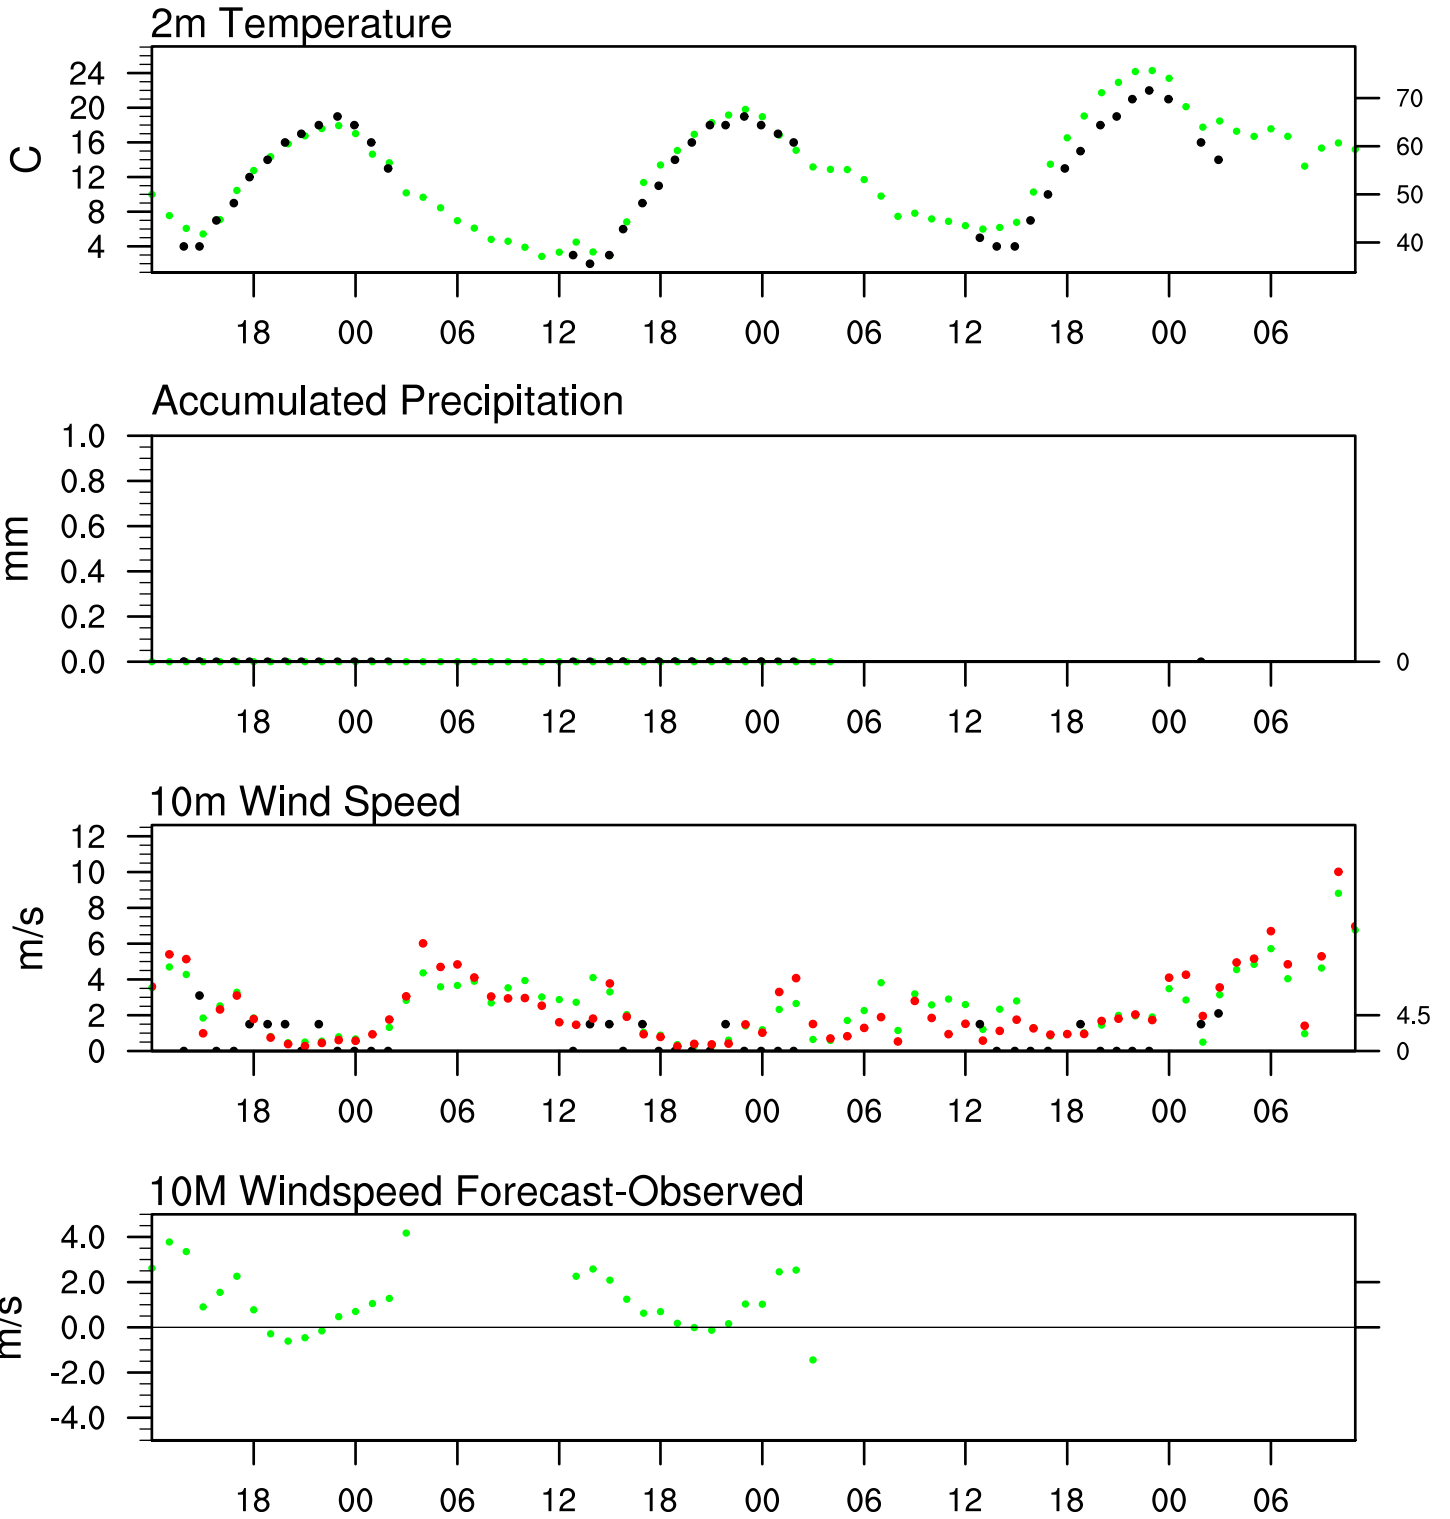 2m Temperature
24
20
16
12
8
4
C
70
60
50
40
18 00 06 12 18 00 06 12 18 00 06
Accumulated Precipitation
1.0
0.8
0.6
0.4
0.2
0.0
mm
0
18 00 06 12 18 00 06 12 18 00 06
10m Wind Speed
12
10
8
6
4
2
0
m/s
4.5
0
18 00 06 12 18 00 06 12 18 00 06
10M Windspeed Forecast-Observed
4.0
2.0
0.0
-2.0
-4.0
m/s
18 00 06 12 18 00 06 12 18 00 06